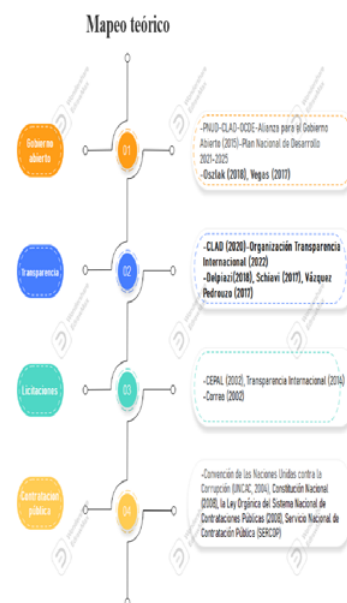 Mapeo teórico
Gobierno
abierto
01
-PNUD-CLAD-OCDE-Alianza para el Gobierno
Abierto (2015)-Plan Nacional de Desarrollo
2021-2025
-Oszlak (2018), Vegas (2017)
Transparencia
02
-CLAD (2020)-Organización Transparencia
Internacional (2022)
-Delpiazi(2018), Schiavi (2017), Vázquez
Pedrouzo (2017)
Licitaciones
03
-CEPAL (2002), Transparencia Internacional (2014)
-Correo (2002)
Contratación
pública
04
-Convención de las Naciones Unidas contra la
Corrupción (UNCAC, 2004), Constitución Nacional
(2008), la Ley Orgánica del Sistema Nacional de
Contrataciones Públicas (2008), Servicio Nacional de
Contratación Pública (SERCOP)